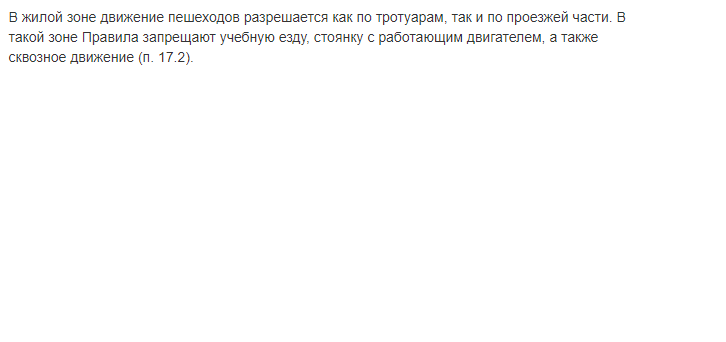 В жилой зоне движение пешеходов разрешается как по тротуарам, так и по проезжей части. В
такой зоне Правила запрещают учебную езду, стоянку с работающим двигателем, а также
сквозное движение (п. 17.2).